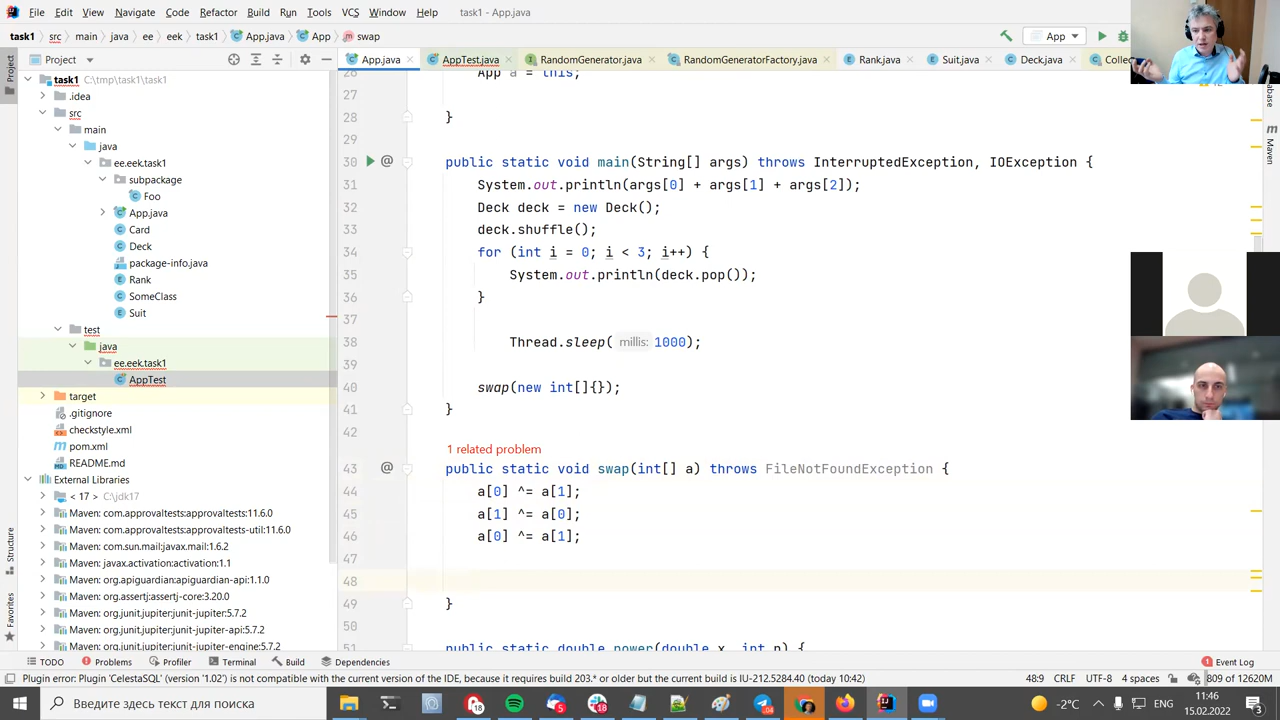 File Edit View Navigate Code Refactor Build Run Tools VCS Window Help task1 - App.java
task1 src main java ee eek task1 App.java App swap App
Project App.java AppTest.java RandomGenerator.java RandomGeneratorFactory.java Rank.java Suit.java Deck.java Collec
Project
task1 C:\tmp\task1\task1
.idea
src
main
java
ee.eek.task1
subpackage
Foo
App.java
Card
Deck
package-info.java
Rank
SomeClass
Suit
test
java
ee.eek.task1
AppTest
target
.gitignore
checkstyle.xml
pom.xml
README.md
External Libraries
< 17 > C:\jdk17
Maven: com.approvaltests:approvaltests:11.6.0
Maven: com.approvaltests:approvaltests-util:11.6.0
Maven: com.sun.mail:javax.mail:1.6.2
Maven: javax.activation:activation:1.1
Maven: org.apiguardian:apiguardian-api:1.1.0
Maven: org.assertj:assertj-core:3.20.0
Maven: org.junit.jupiter:junit-jupiter:5.7.2
Maven: org.junit.jupiter:junit-jupiter-api:5.7.2
Maven: org.junit.jupiter:junit-jupiter-engine:5.7.2
Structure
Favorites
26 App a = this;
27
28 }
29
30 public static void main(String[] args) throws InterruptedException, IOException {
31 System.out.println(args[0] + args[1] + args[2]);
32 Deck deck = new Deck();
33 deck.shuffle();
34 for (int i = 0; i < 3; i++) {
35 System.out.println(deck.pop());
36 }
37
38 Thread.sleep( millis: 1000);
39
40 swap(new int[]{});
41 }
42
1 related problem
43 public static void swap(int[] a) throws FileNotFoundException {
44 a[0] ^= a[1];
45 a[1] ^= a[0];
46 a[0] ^= a[1];
47
48
49 }
50
51 public static double power(double x, int n) {
Maven
TODO Problems Profiler Terminal Build Dependencies Event Log
Plugin error: Plugin "CelestaSQL" (version '1.02') is not compatible with the current version of the IDE, because it requires build 203.* or older but the current build is IU-212.5284.40 (today 10:42) 48:9 CRLF UTF-8 4 spaces 809 of 12620M
Введите здесь текст для поиска -2°C ENG 11:46
15.02.2022